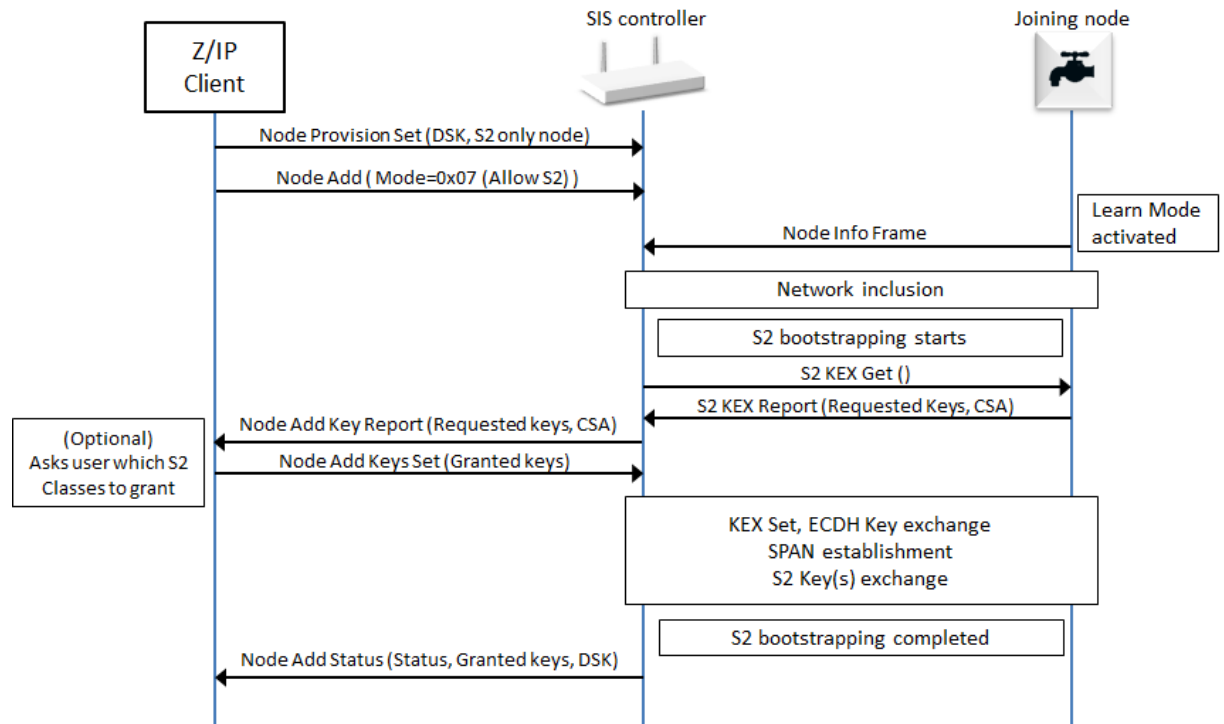 SIS controller
Joining node
Z/IP
Client
Node Provision Set (DSK, S2 only node)
Node Add ( Mode=0x07 (Allow S2) )
Learn Mode
activated
Node Info Frame
Network inclusion
S2 bootstrapping starts
S2 KEX Get ()
S2 KEX Report (Requested Keys, CSA)
Node Add Key Report (Requested keys, CSA)
(Optional)
Asks user which S2
Classes to grant
Node Add Keys Set (Granted keys)
KEX Set, ECDH Key exchange
SPAN establishment
S2 Key(s) exchange
S2 bootstrapping completed
Node Add Status (Status, Granted keys, DSK)